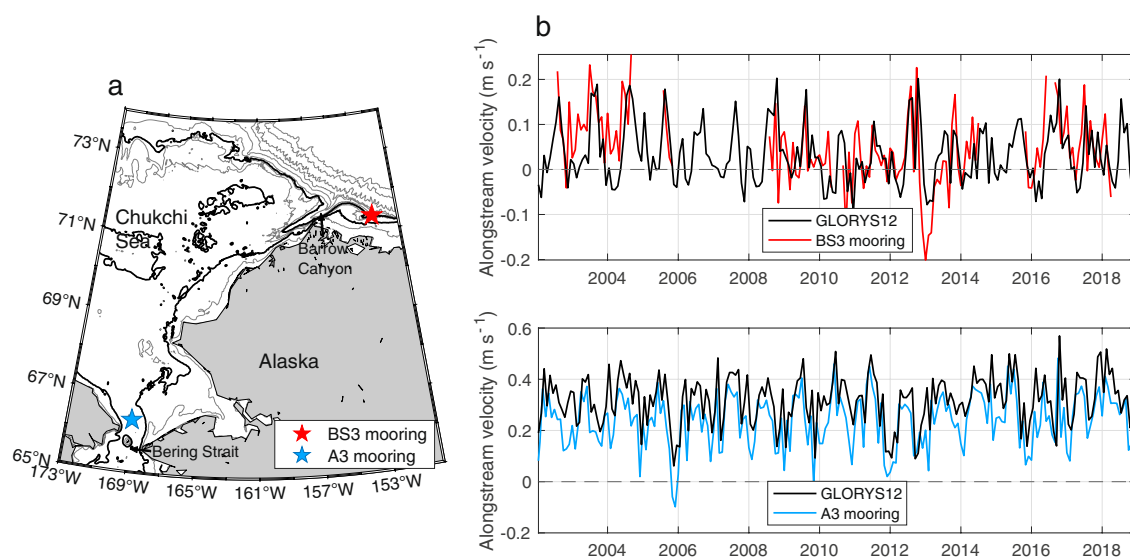 a
73°N
71°N
69°N
67°N
65°N
173°W
169°W
165°W
161°W
157°W
153°W
Chukchi
Sea
Barrow
Canyon
Alaska
Bering Strait
BS3 mooring
A3 mooring
b
Alongstream velocity (m s⁻¹)
0.2
0.1
0
-0.1
-0.2
GLORYS12
BS3 mooring
2004
2006
2008
2010
2012
2014
2016
2018
Alongstream velocity (m s⁻¹)
0.6
0.4
0.2
0
-0.2
GLORYS12
A3 mooring
2004
2006
2008
2010
2012
2014
2016
2018